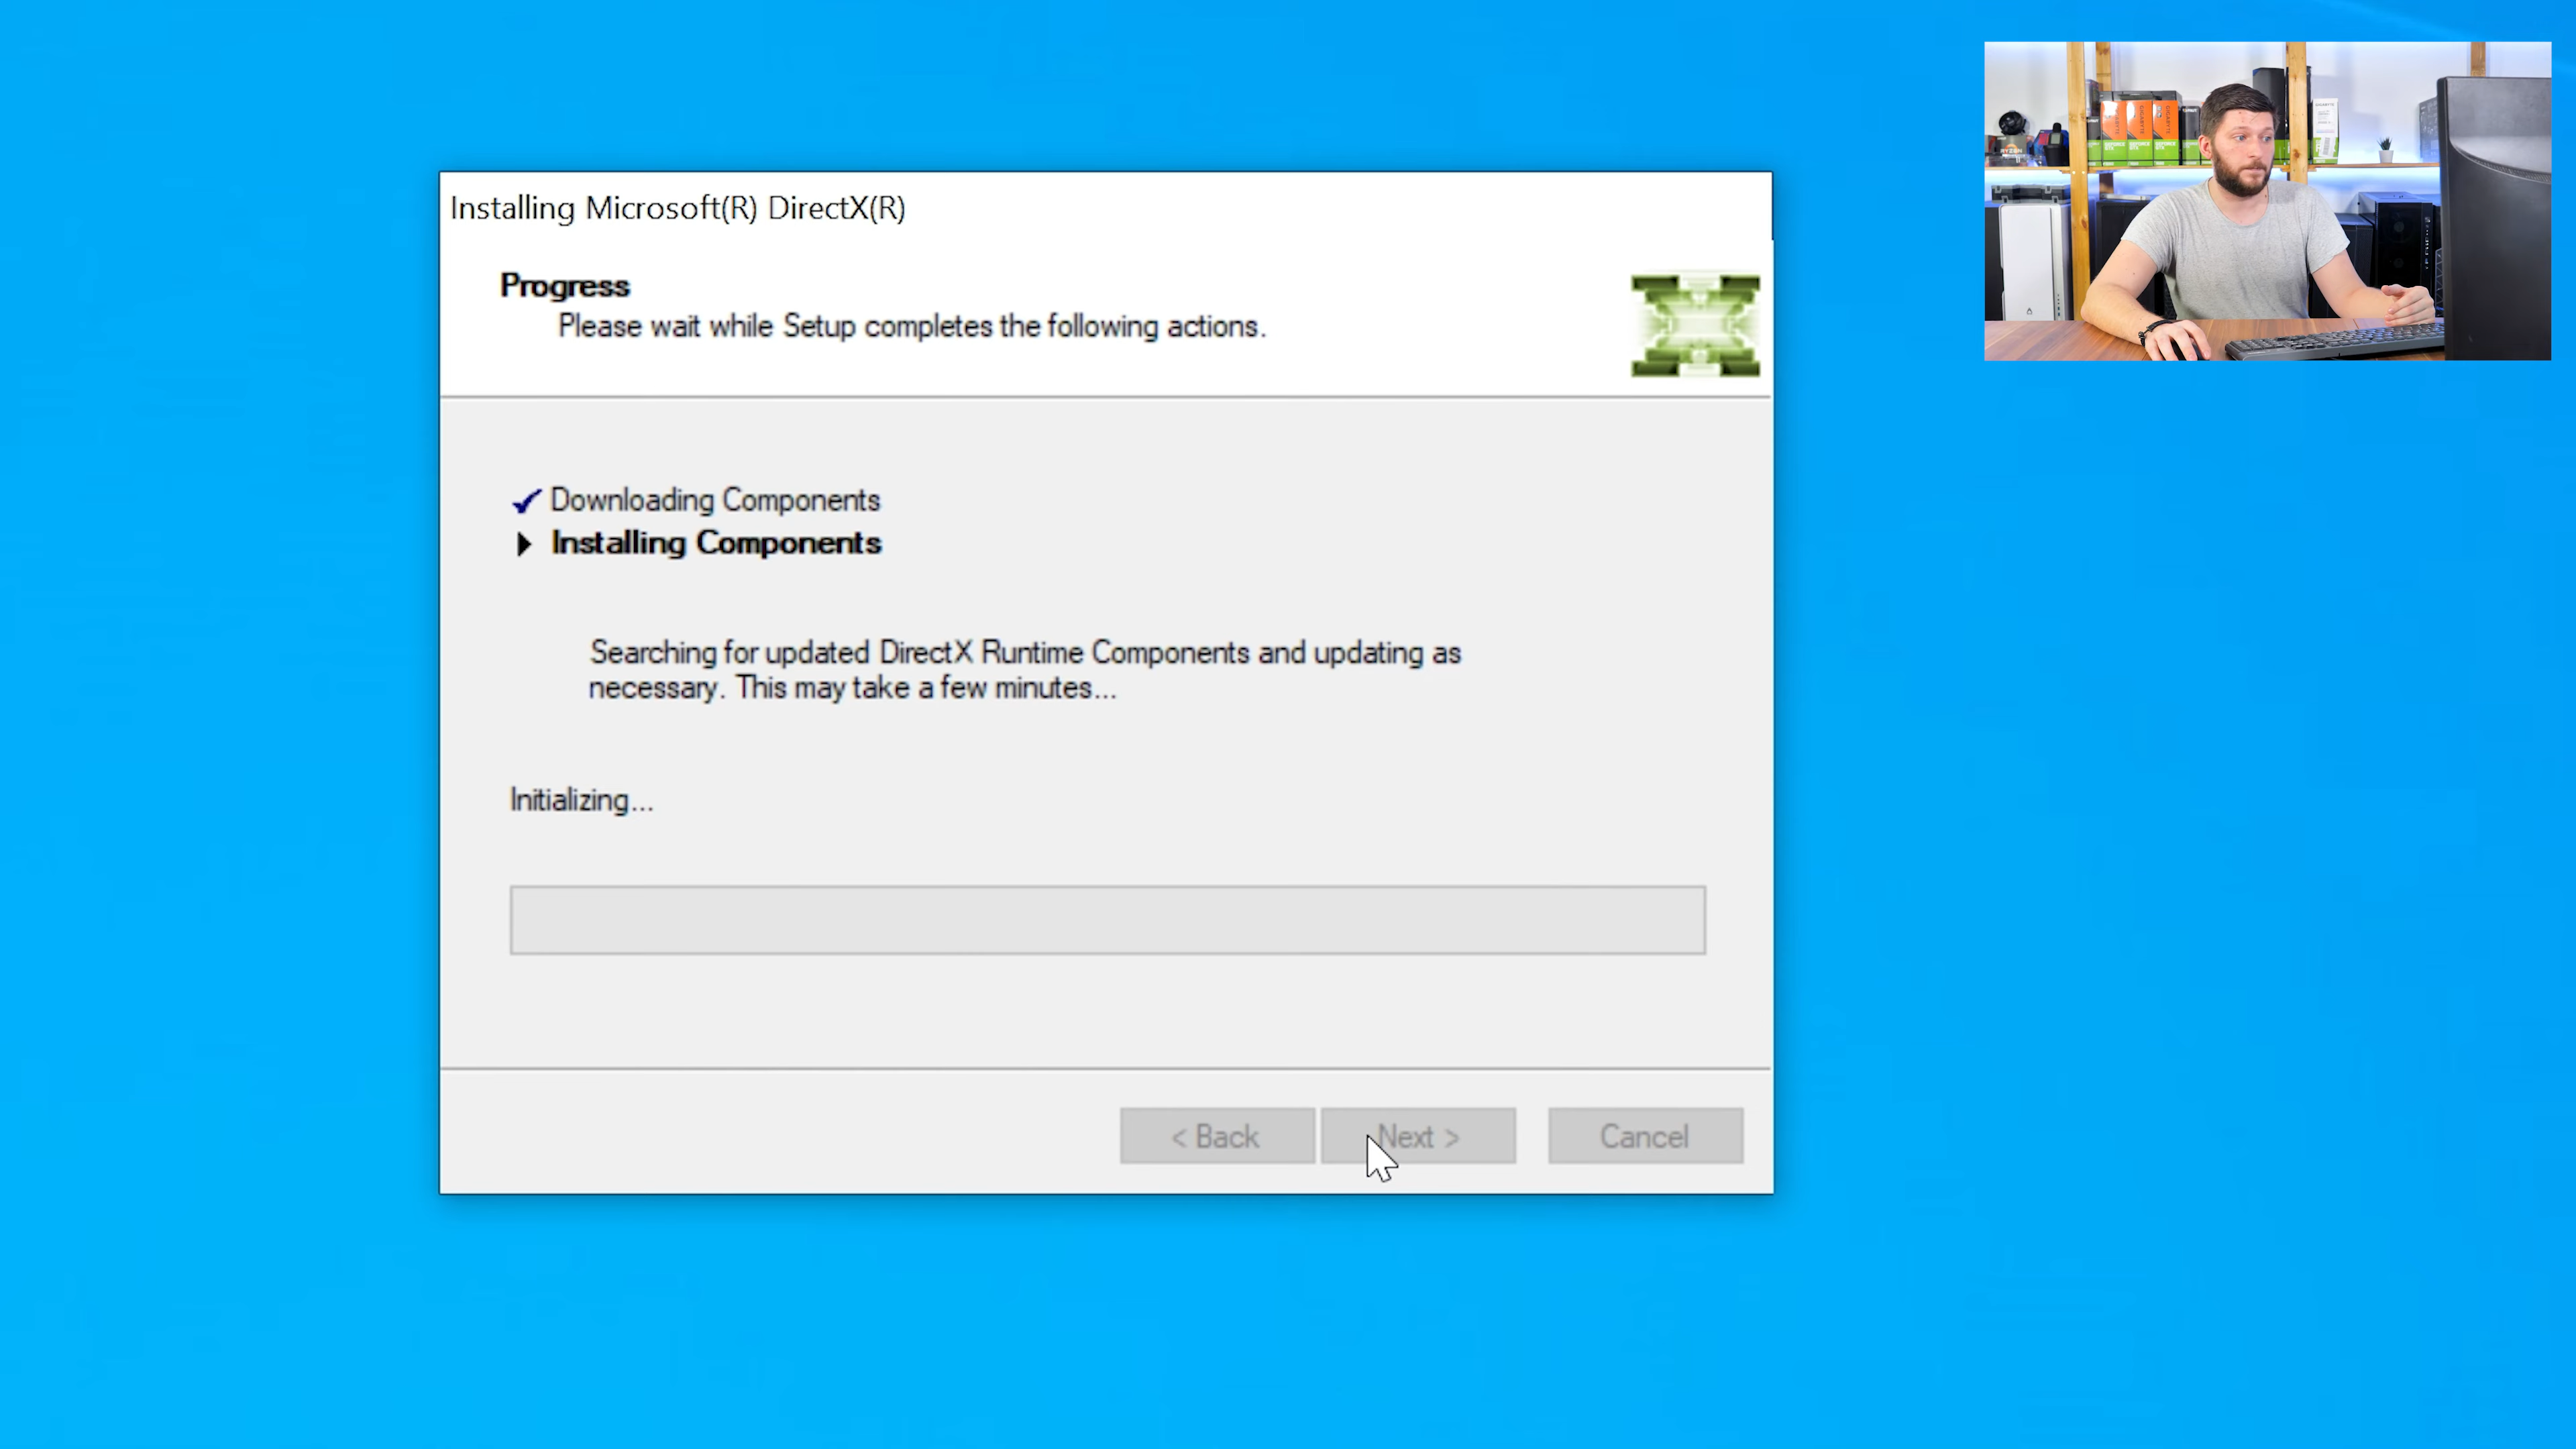 Installing Microsoft(R) DirectX(R)
Progress
Please wait while Setup completes the following actions.
Downloading Components
Installing Components
Searching for updated DirectX Runtime Components and updating as
necessary. This may take a few minutes...
Initializing...
< Back
Next >
Cancel
RYZEN